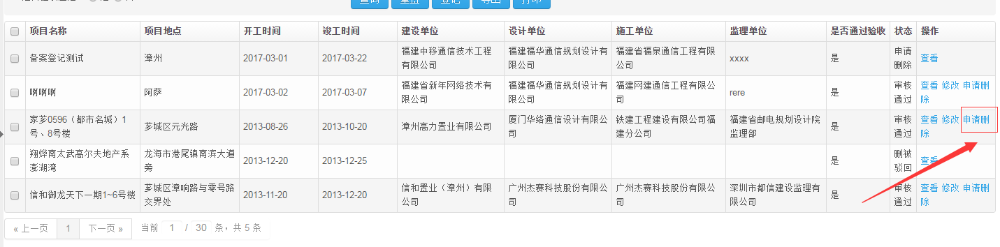 查询 重置 登记 导出 打印
项目名称 项目地点 开工时间 竣工时间 建设单位 设计单位 施工单位 监理单位 是否通过验收 状态 操作
备案登记测试 漳州 2017-03-01 2017-03-22 福建中移通信技术工程有限公司 福建福华通信规划设计有限公司 福建省福泉通信工程有限公司 xxxx 是 申请删除 查看
啊啊啊 阿萨 2017-03-02 2017-03-07 福建省新年网络技术有限公司 福建福华通信规划设计有限公司 福建网建通信工程有限公司 rere 是 审核通过 查看 修改 申请删除
家芗0596（都市名城）1号、8号楼 芗城区元光路 2013-08-26 2013-10-20 漳州高力置业有限公司 厦门华络通信设计有限公司 铁建工程建设有限公司福建分公司 福建省邮电规划设计院监理部 是 审核通过 查看 修改 申请删除
翔烨南太武高尔夫地产系澎湖湾 龙海市港尾镇南滨大道旁 2013-12-20 2013-12-25 是 删被驳回 查看
信和御龙天下一期1~6号楼 芗城区漳响路与零号路交界处 2013-11-20 2013-12-20 信和置业（漳州）有限公司 广州杰赛科技股份有限公司 广州杰赛科技股份有限公司 深圳市都信建设监理有限公司 是 审核通过 查看 修改 申请删除
« 上一页 1 下一页 » 当前 1 / 30 条，共 5 条